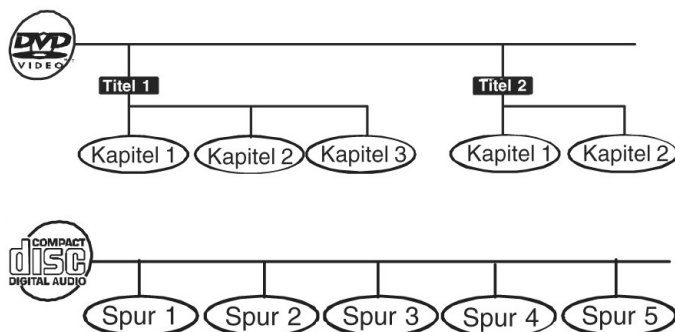 DVD
VIDEO
Titel 1 Titel 2
Kapitel 1 Kapitel 2 Kapitel 3 Kapitel 1 Kapitel 2
COMPACT
disc
DIGITAL AUDIO
Spur 1 Spur 2 Spur 3 Spur 4 Spur 5